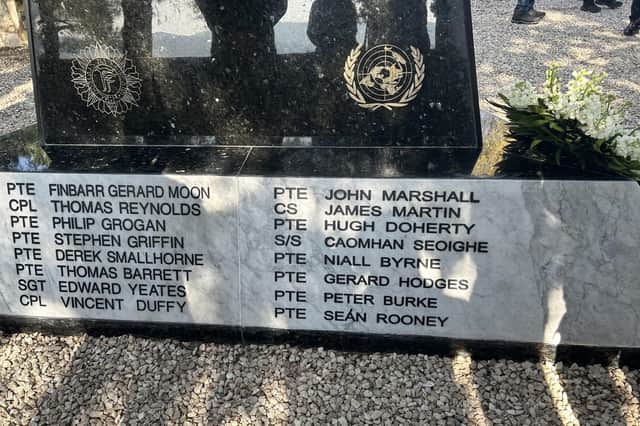 PTE FINBARR GERARD MOON
CPL THOMAS REYNOLDS
PTE PHILIP GROGAN
PTE STEPHEN GRIFFIN
PTE DEREK SMALLHORNE
PTE THOMAS BARRETT
SGT EDWARD YEATES
CPL VINCENT DUFFY
PTE JOHN MARSHALL
CS JAMES MARTIN
PTE HUGH DOHERTY
S/S CAOMHAN SEOIGHE
PTE NIALL BYRNE
PTE GERARD HODGES
PTE PETER BURKE
PTE SEÁN ROONEY